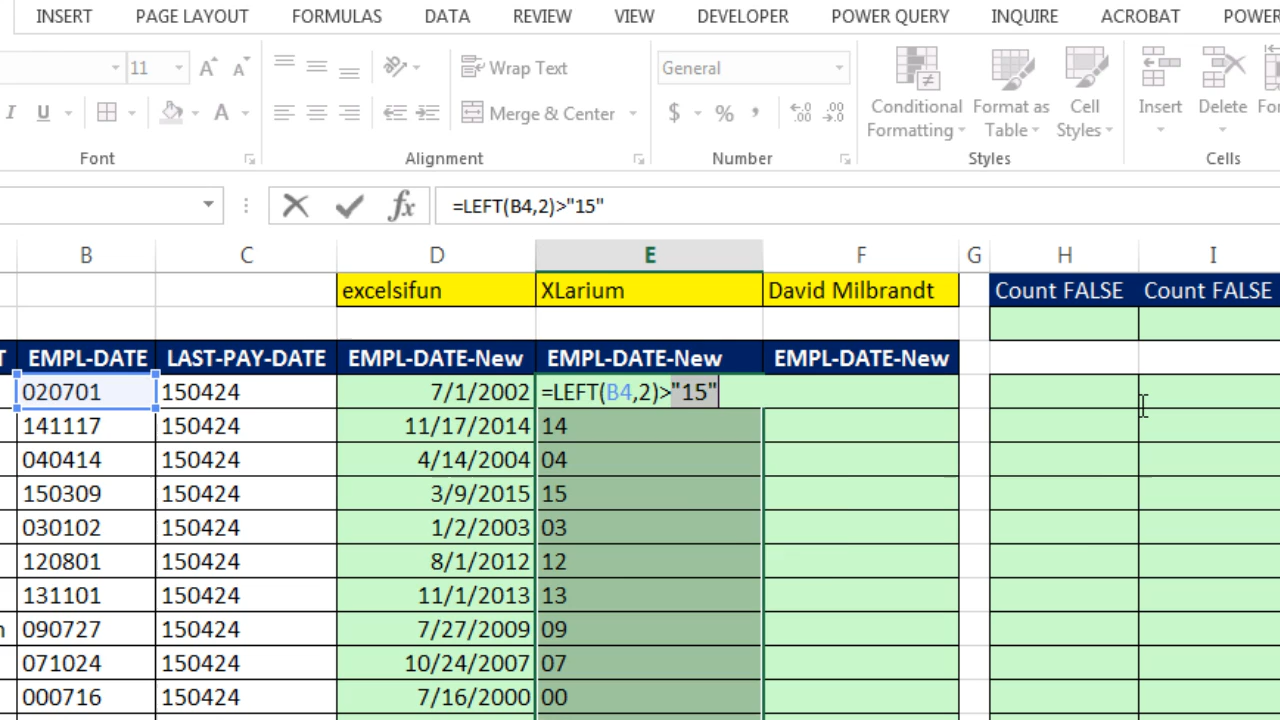 INSERT PAGE LAYOUT FORMULAS DATA REVIEW VIEW DEVELOPER POWER QUERY INQUIRE ACROBAT POWER
11 A A Wrap Text General Conditional Formatting Format as Table Cell Styles Insert Delete
I U A Merge & Center $ % , .0 .00 .00 .0
Font Alignment Number Styles Cells
fx =LEFT(B4,2)>"15"
B C D E F G H I
excelsifun XLarium David Milbrandt Count FALSE Count FALSE
T EMPL-DATE LAST-PAY-DATE EMPL-DATE-New EMPL-DATE-New EMPL-DATE-New
020701 150424 7/1/2002 =LEFT(B4,2)>"15"
141117 150424 11/17/2014 14
040414 150424 4/14/2004 04
150309 150424 3/9/2015 15
030102 150424 1/2/2003 03
120801 150424 8/1/2012 12
131101 150424 11/1/2013 13
090727 150424 7/27/2009 09
071024 150424 10/24/2007 07
000716 150424 7/16/2000 00